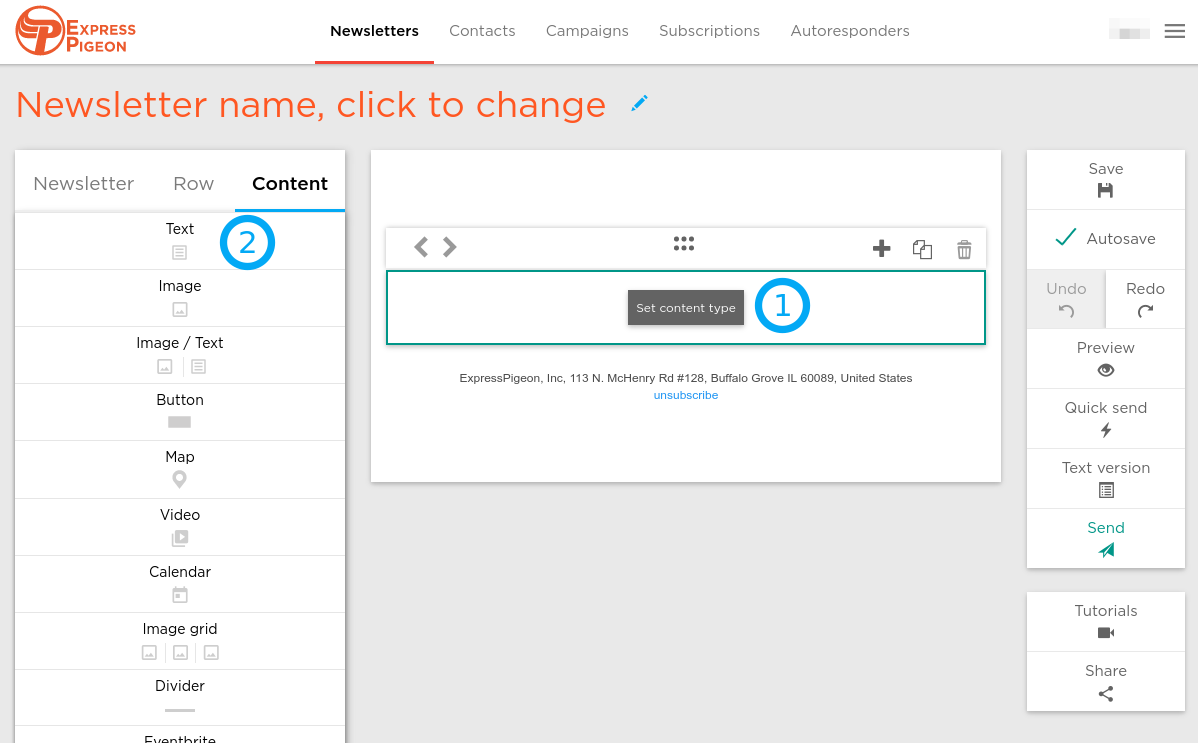 EXPRESS
PIGEON
Newsletters
Contacts
Campaigns
Subscriptions
Autoresponders
Newsletter name, click to change
Newsletter
Row
Content
Text
2
Image
Image / Text
Button
Map
Video
Calendar
Image grid
Divider
Eventbrite
Set content type
1
ExpressPigeon, Inc, 113 N. McHenry Rd #128, Buffalo Grove IL 60089, United States
unsubscribe
Save
Autosave
Undo
Redo
Preview
Quick send
Text version
Send
Tutorials
Share